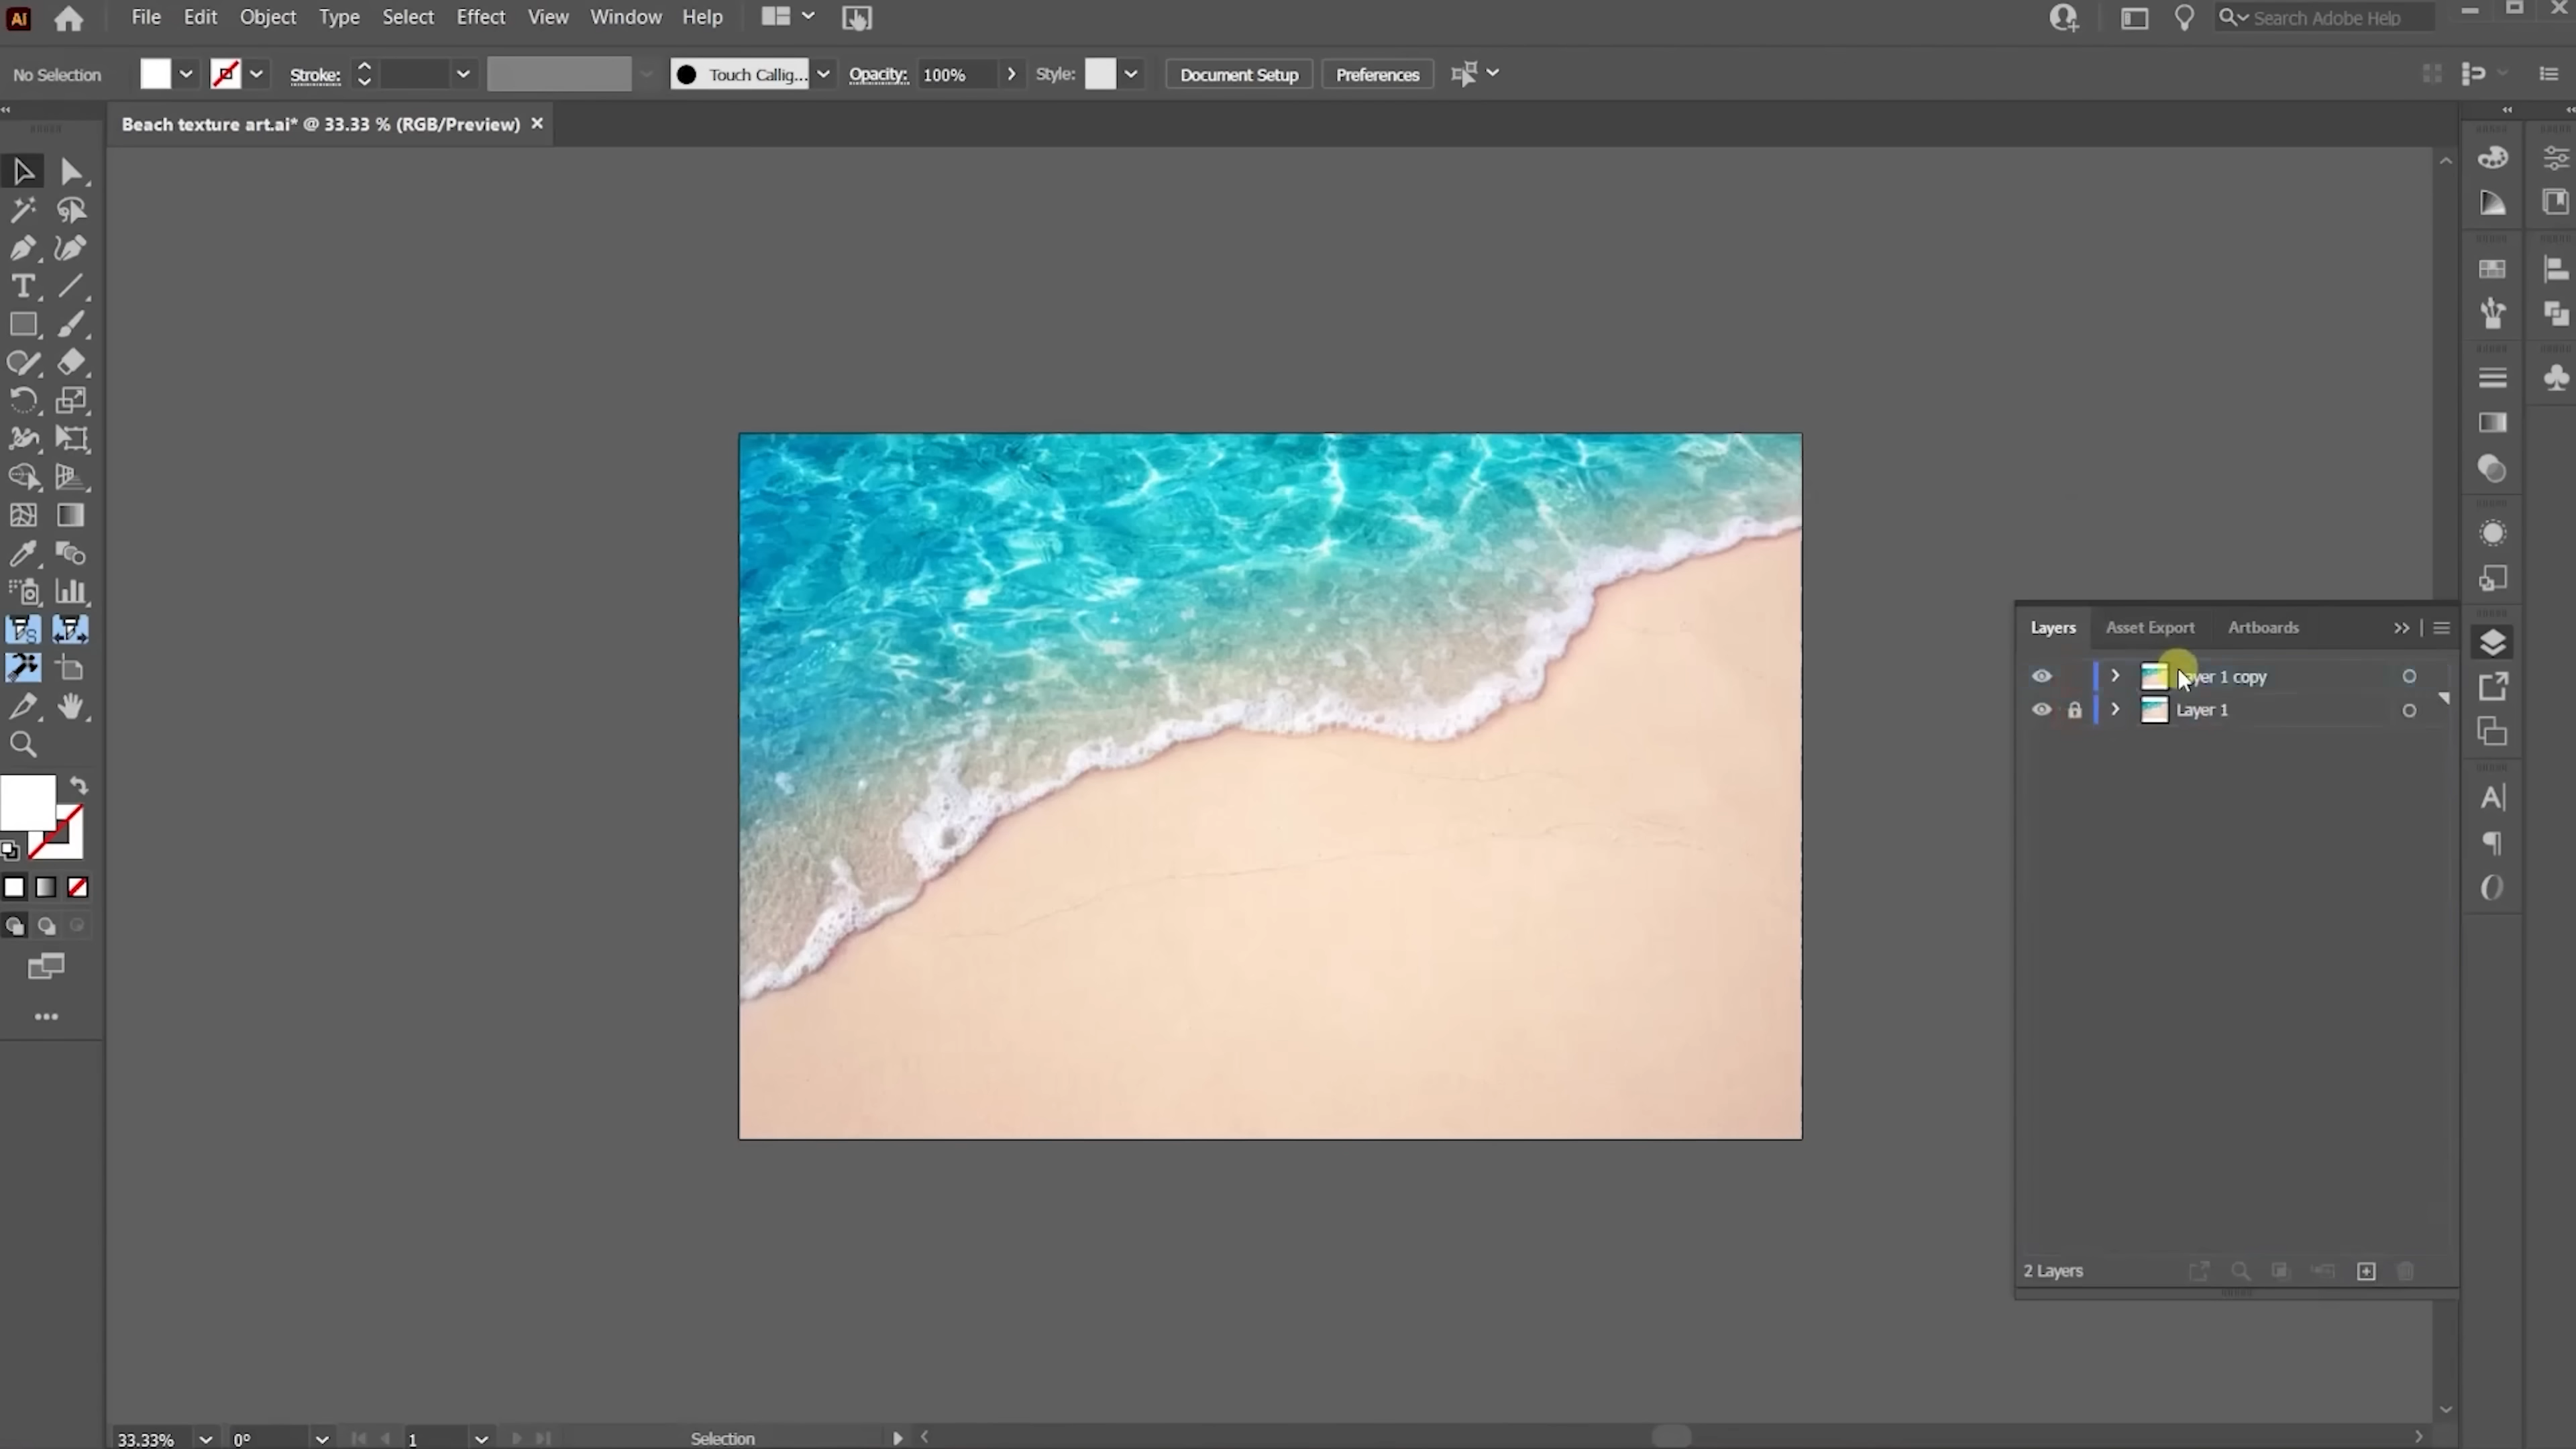 Ai File Edit Object Type Select Effect View Window Help Search Adobe Help
No Selection Stroke: Touch Callig... Opacity: 100% Style: Document Setup Preferences
Beach texture art.ai* @ 33.33 % (RGB/Preview) ×
Layers Asset Export Artboards
Layer 1 copy
Layer 1
2 Layers
33.33% 0° 1 Selection